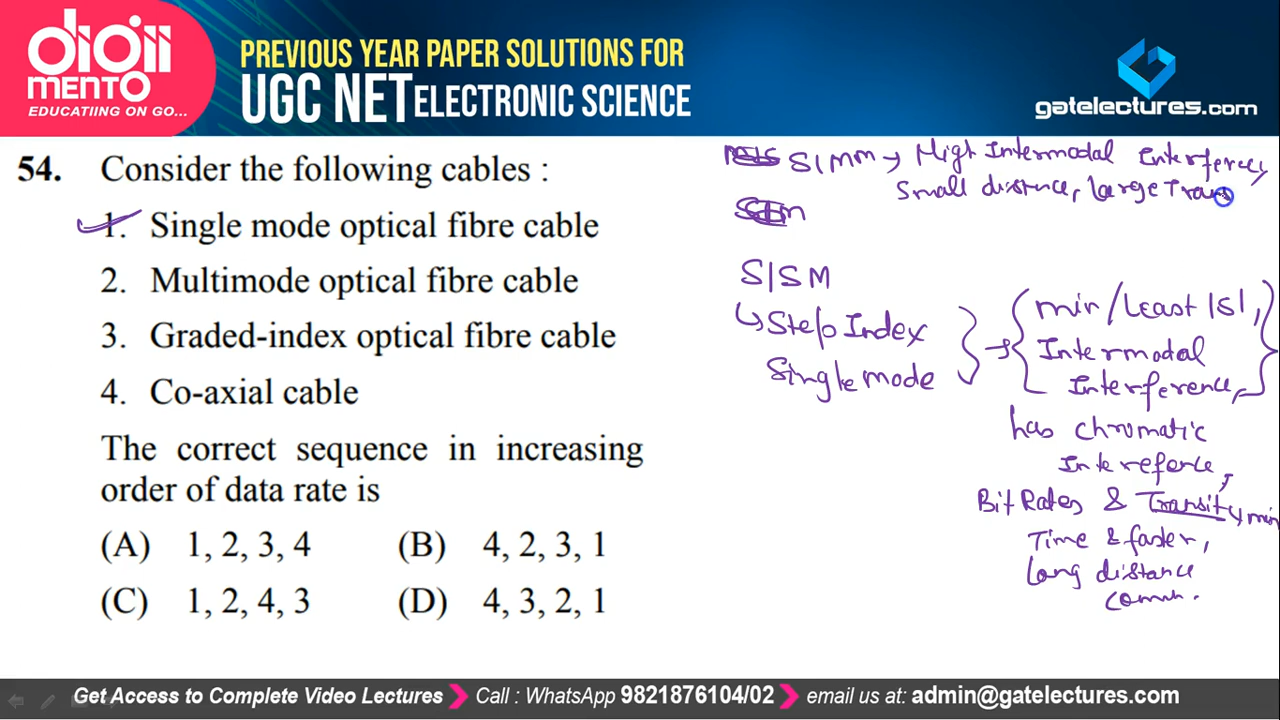 digii
MENTO
EDUCATIING ON GO...
PREVIOUS YEAR PAPER SOLUTIONS FOR
UGC NET ELECTRONIC SCIENCE
gatelectures.com
54. Consider the following cables :
1. Single mode optical fibre cable
2. Multimode optical fibre cable
3. Graded-index optical fibre cable
4. Co-axial cable
The correct sequence in increasing
order of data rate is
(A) 1, 2, 3, 4 (B) 4, 2, 3, 1
(C) 1, 2, 4, 3 (D) 4, 3, 2, 1
SIMM → High Intermodal Interference,
Small distance, Large Trans
SISM
↳ Step Index
Single mode
→ { min/Least ISI,
Intermodal
Interference, }
has chromatic
Intereferce,
Bit Rates & Transity min
Time & faster,
Long distance
comm.
Get Access to Complete Video Lectures
Call : WhatsApp 9821876104/02
email us at: admin@gatelectures.com